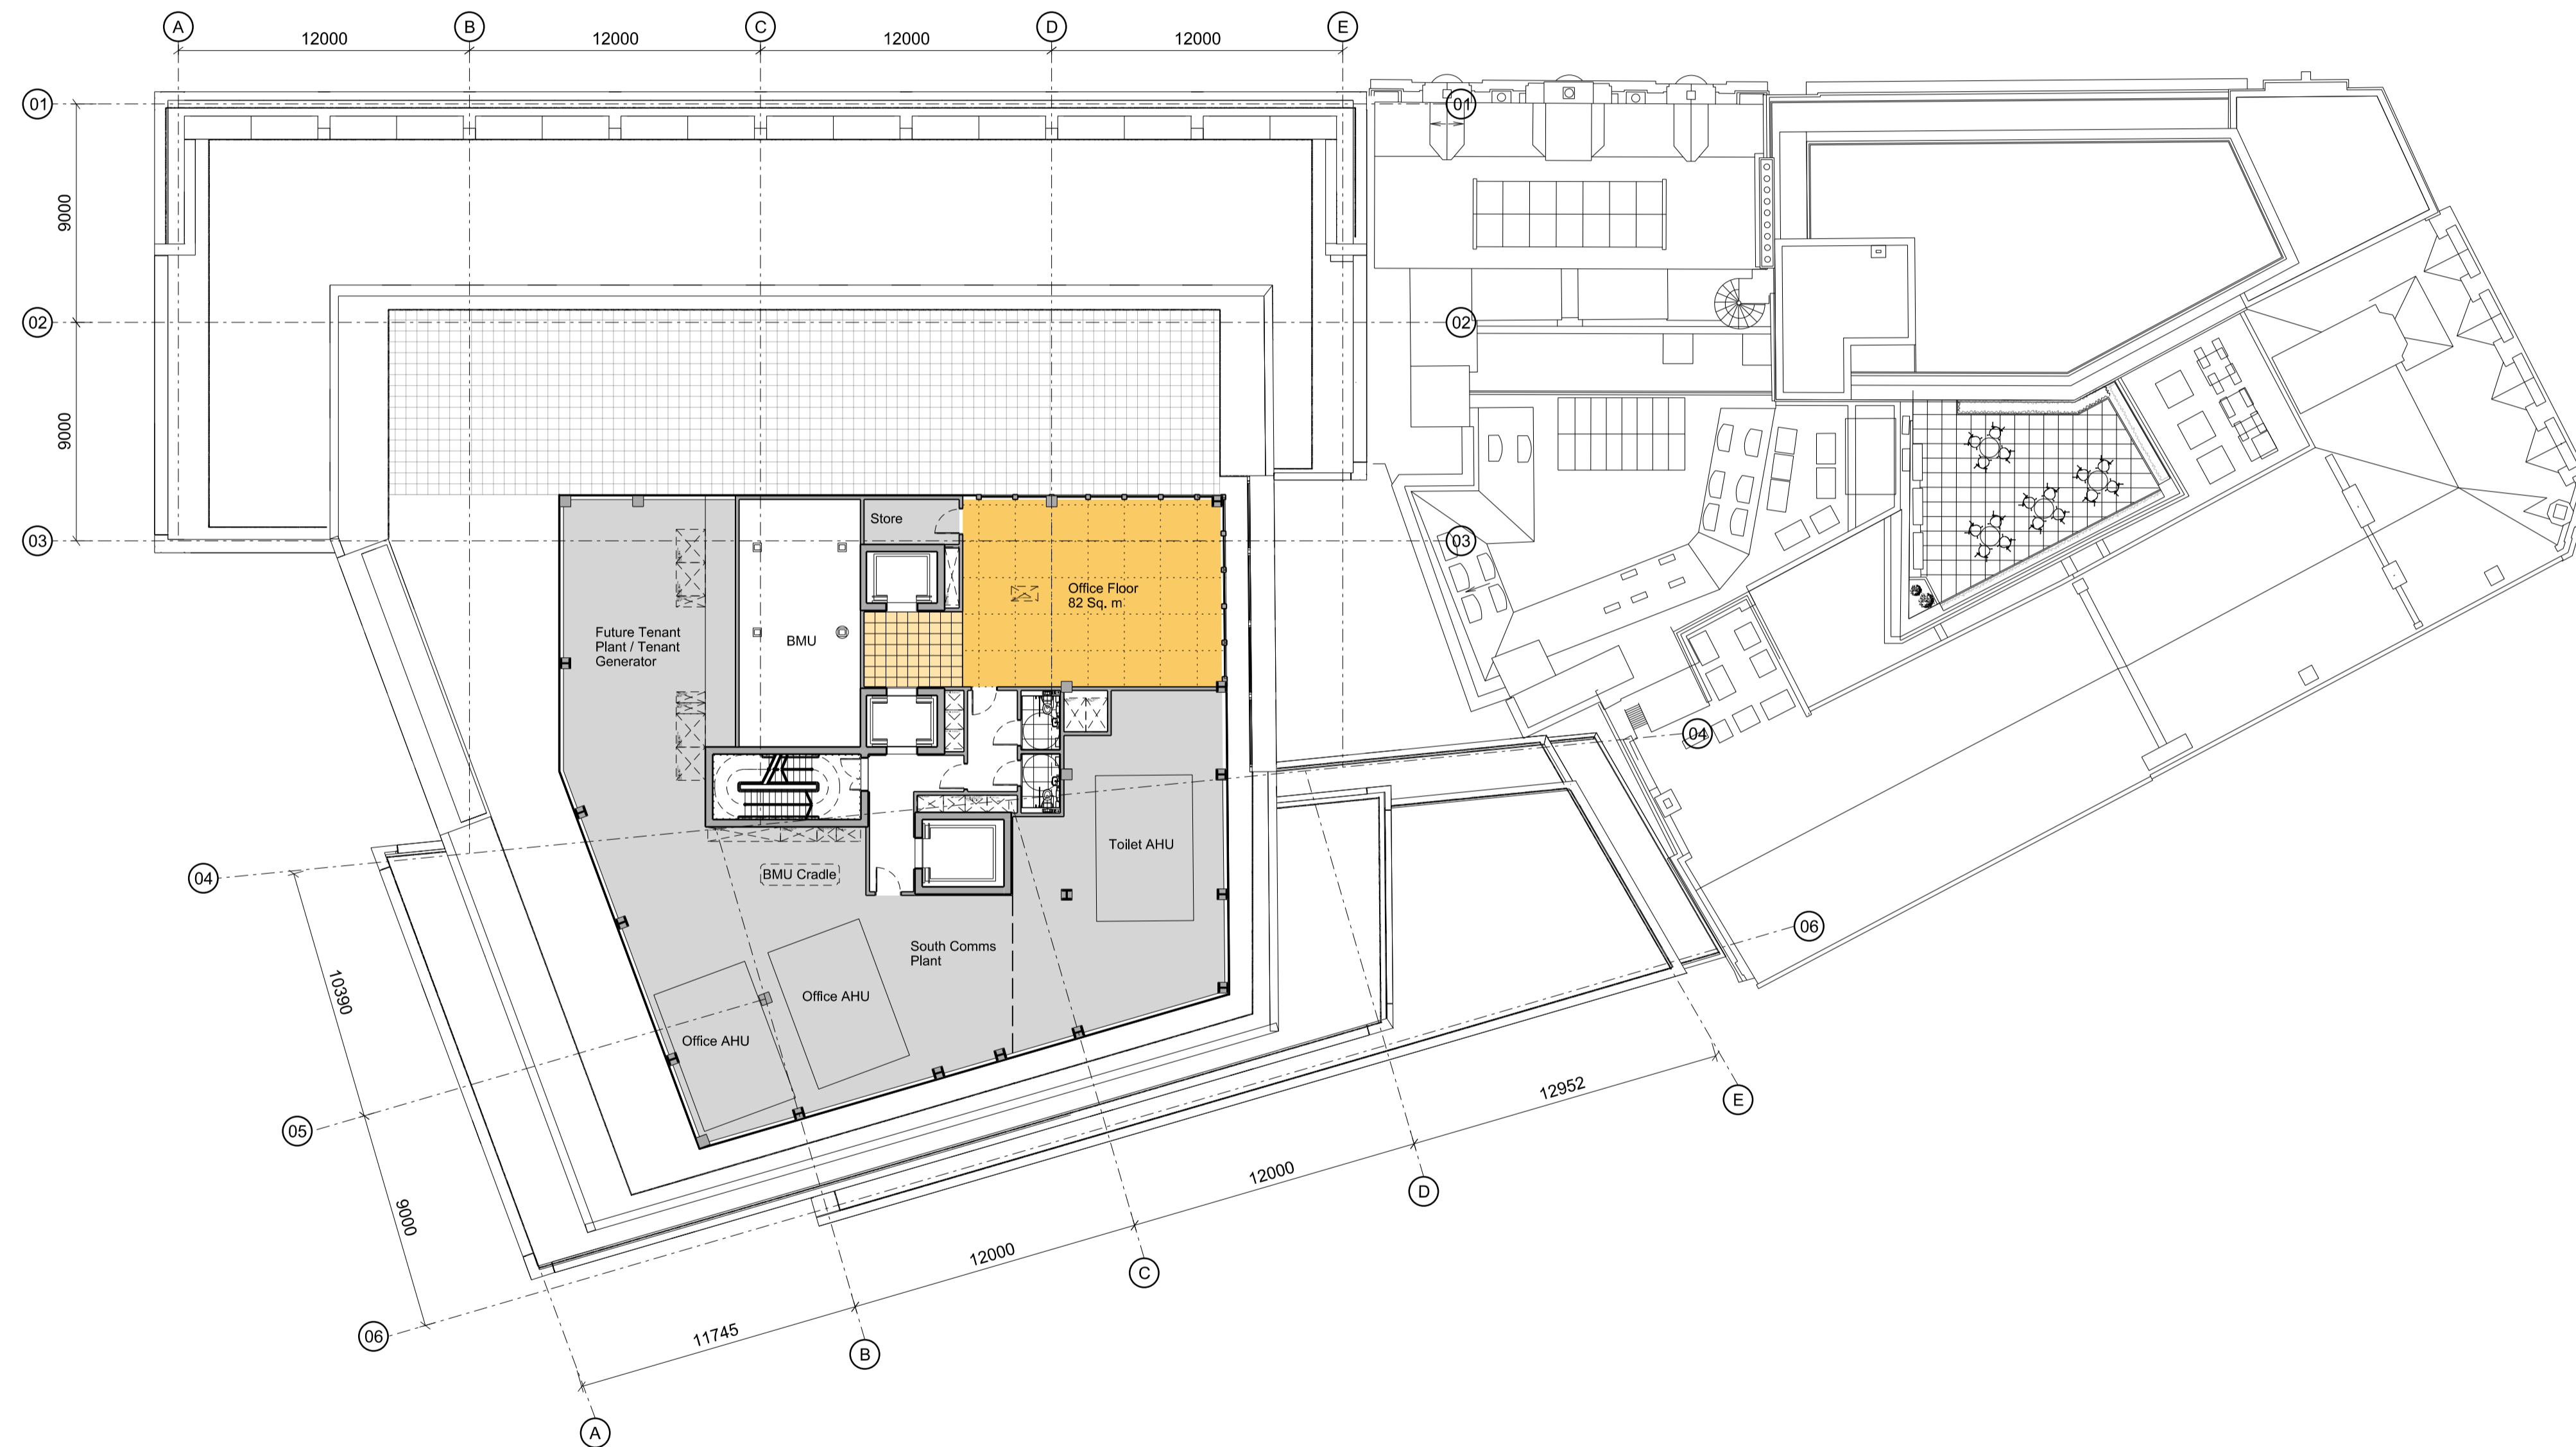 A
B
C
D
E
12000
12000
12000
12000
01
01
9000
02
02
9000
03
03
Store
Office Floor
82 Sq. m
Future Tenant
Plant / Tenant
Generator
BMU
04
04
Toilet AHU
BMU Cradle
06
South Comms
Plant
10390
Office AHU
Office AHU
12952
E
05
12000
D
9000
12000
C
06
11745
B
A